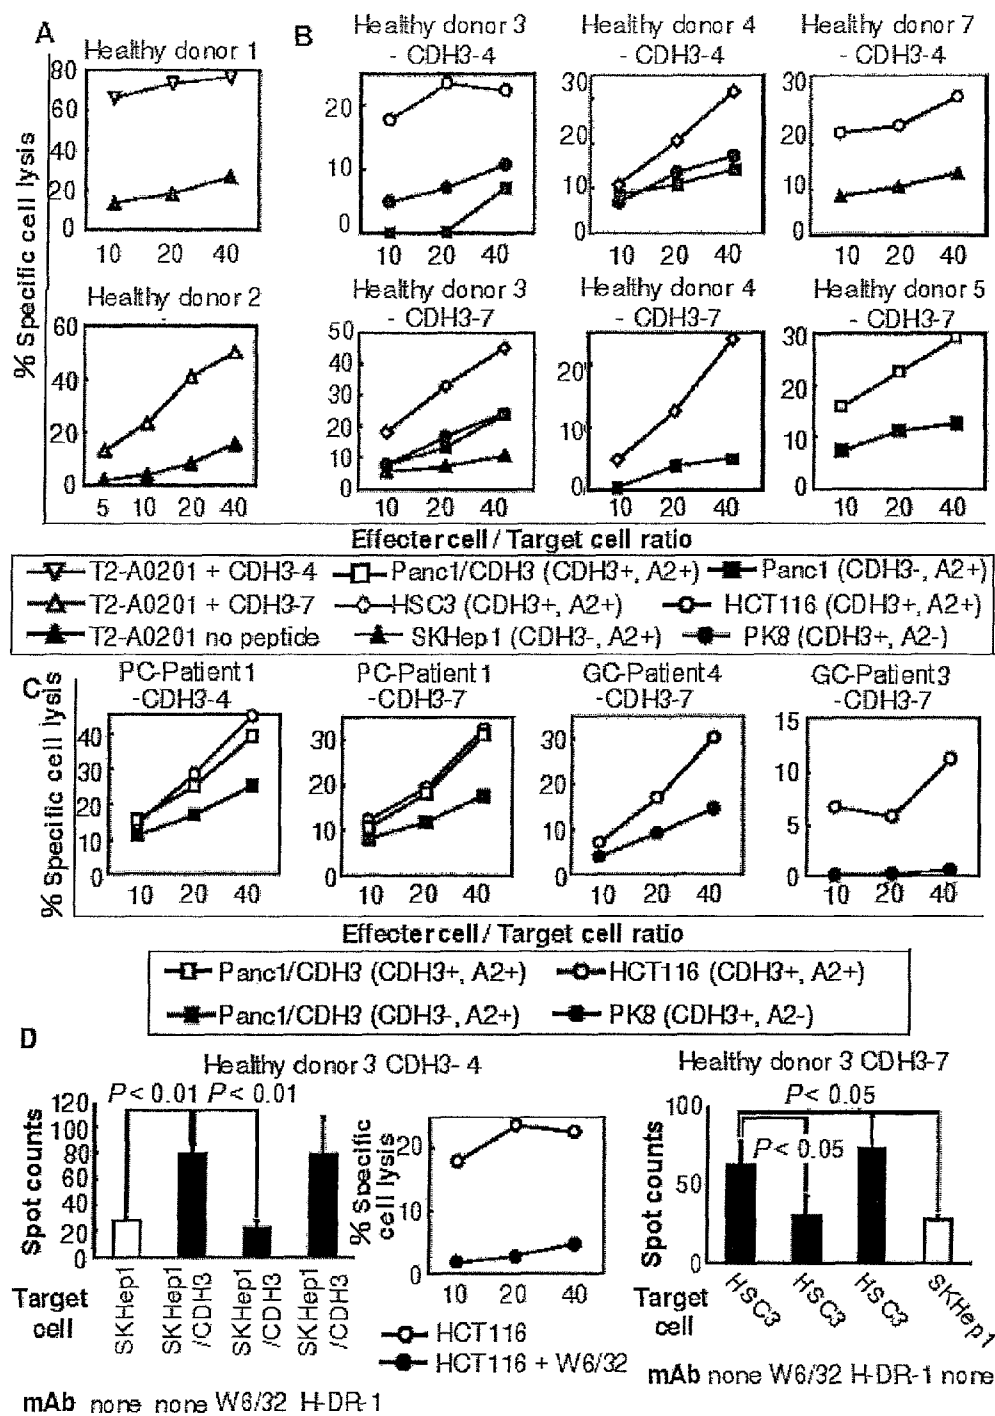 A
B
Healthy donor 1
Healthy donor 3
- CDH3-4
Healthy donor 4
- CDH3-4
Healthy donor 7
- CDH3-4
% Specific cell lysis
80
60
40
20
0
10 20 40
20
10
0
10 20 40
30
20
10
0
10 20 40
30
20
10
0
10 20 40
Healthy donor 2
Healthy donor 3
- CDH3-7
Healthy donor 4
- CDH3-7
Healthy donor 5
- CDH3-7
60
40
20
0
5 10 20 40
50
40
30
20
10
0
10 20 40
20
10
0
10 20 40
30
20
10
0
10 20 40
Effecter cell / Target cell ratio
T2-A0201 + CDH3-4
Panc1/CDH3 (CDH3+, A2+)
Panc1 (CDH3-, A2+)
T2-A0201 + CDH3-7
HSC3 (CDH3+, A2+)
HCT116 (CDH3+, A2+)
T2-A0201 no peptide
SKHep1 (CDH3-, A2+)
PK8 (CDH3+, A2-)
C
PC-Patient 1
-CDH3-4
PC-Patient 1
-CDH3-7
GC-Patient 4
-CDH3-7
GC-Patient 3
-CDH3-7
% Specific cell lysis
40
30
20
10
0
10 20 40
30
20
10
0
10 20 40
30
20
10
0
10 20 40
15
10
5
0
10 20 40
Effecter cell / Target cell ratio
Panc1/CDH3 (CDH3+, A2+)
HCT116 (CDH3+, A2+)
Panc1/CDH3 (CDH3-, A2+)
PK8 (CDH3+, A2-)
D
Healthy donor 3 CDH3- 4
Healthy donor 3 CDH3-7
P < 0.01 P < 0.01
Spot counts
120
100
80
60
40
20
0
Target cell
SKHep1
SKHep1 /CDH3
SKHep1 /CDH3
SKHep1 /CDH3
mAb none none W6/32 H-DR-1
% Specific
cell lysis
20
10
0
10 20 40
HCT116
HCT116 + W6/32
P < 0.05
P < 0.05
Spot counts
100
50
0
Target cell
HSC3
HSC3
HSC3
SKHep1
mAb none W6/32 H-DR-1 none